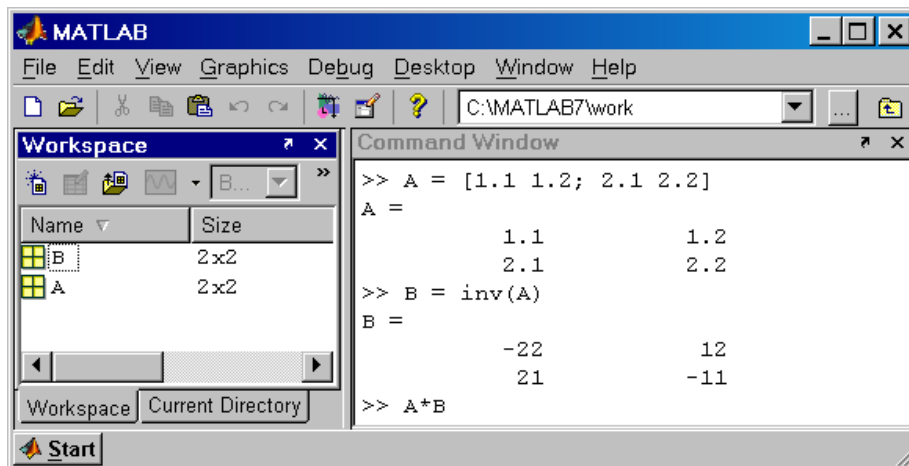 MATLAB
File Edit View Graphics Debug Desktop Window Help
C:\MATLAB7\work ...
Workspace
B... »
Name Size
B 2x2
A 2x2
Workspace Current Directory
Command Window
>> A = [1.1 1.2; 2.1 2.2]
A =
1.1 1.2
2.1 2.2
>> B = inv(A)
B =
-22 12
21 -11
>> A*B
Start